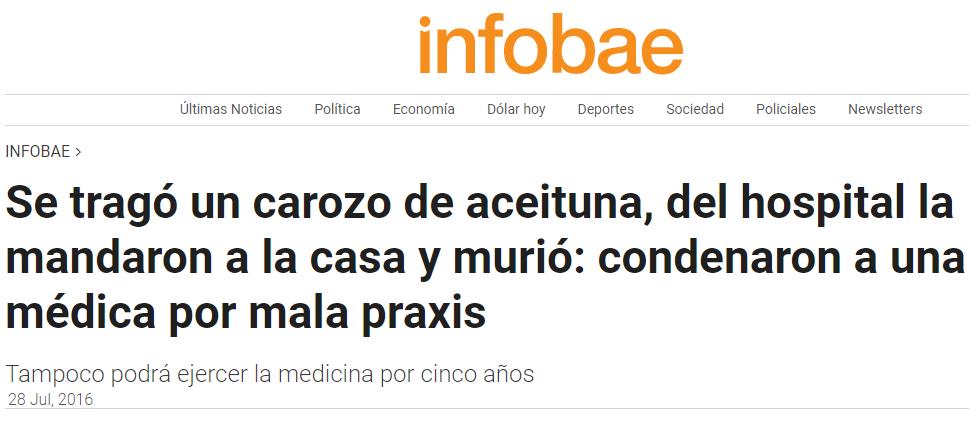 infobae
Últimas Noticias Política Economía Dólar hoy Deportes Sociedad Policiales Newsletters
INFOBAE >
Se tragó un carozo de aceituna, del hospital la
mandaron a la casa y murió: condenaron a una
médica por mala praxis
Tampoco podrá ejercer la medicina por cinco años
28 Jul, 2016